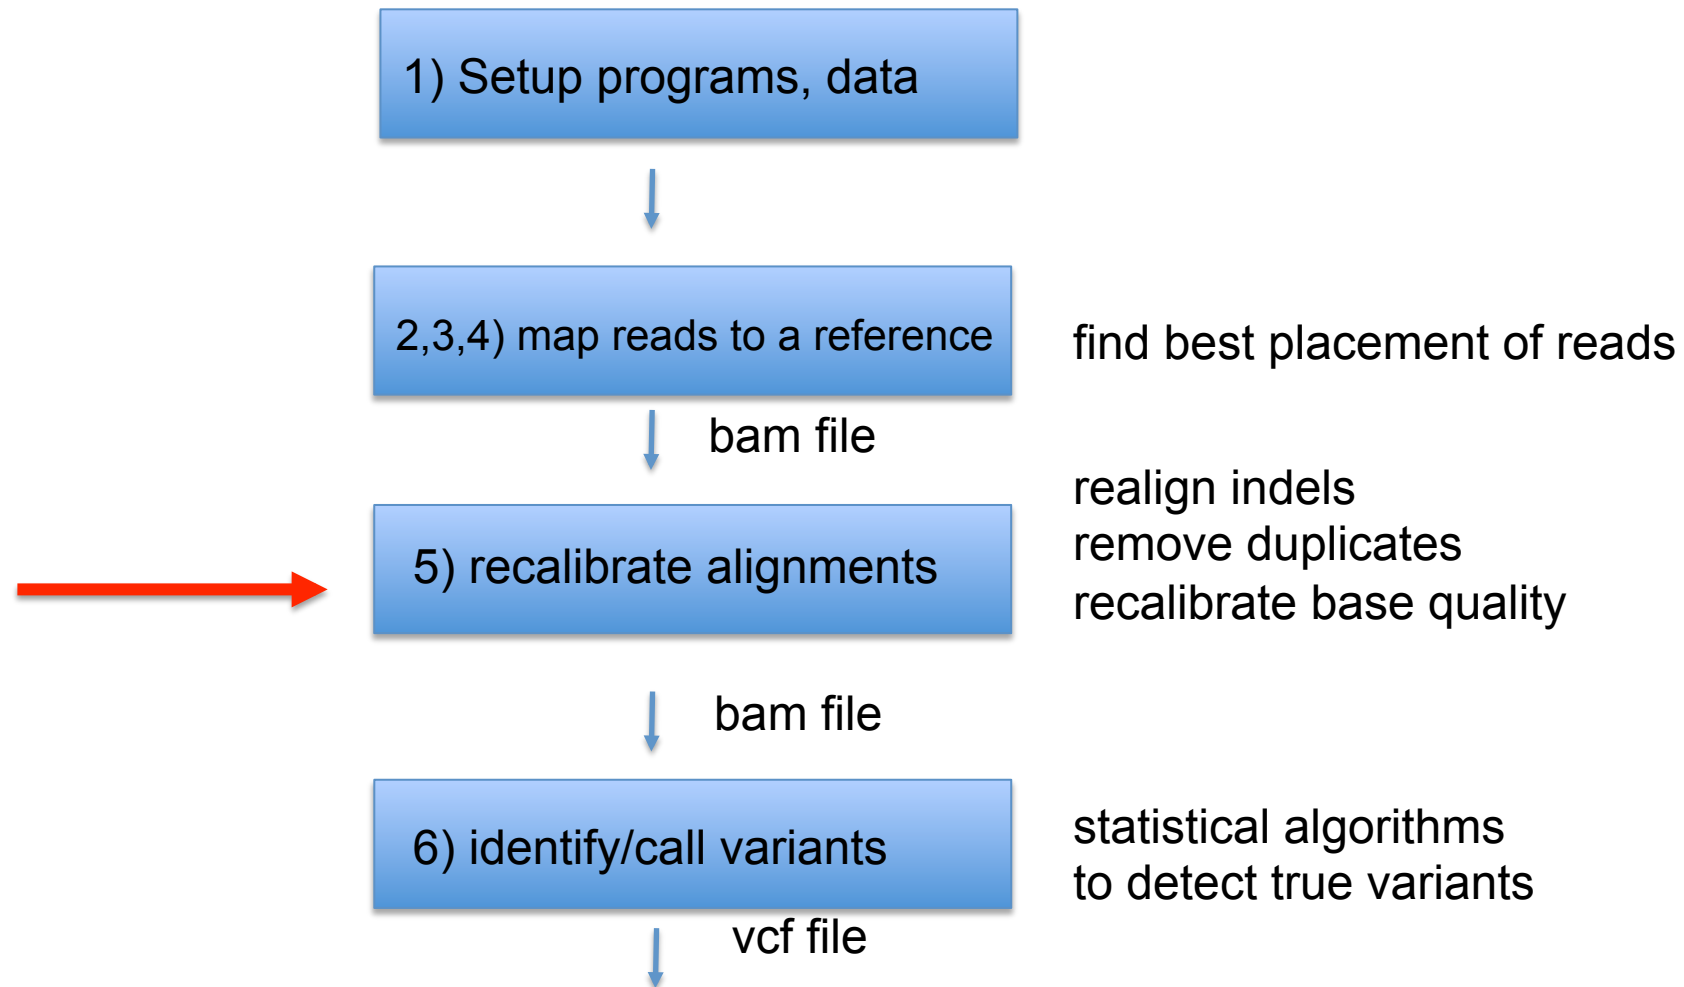 1) Setup programs, data
2,3,4) map reads to a reference
find best placement of reads
bam file
5) recalibrate alignments
realign indels
remove duplicates
recalibrate base quality
bam file
6) identify/call variants
statistical algorithms
to detect true variants
vcf file